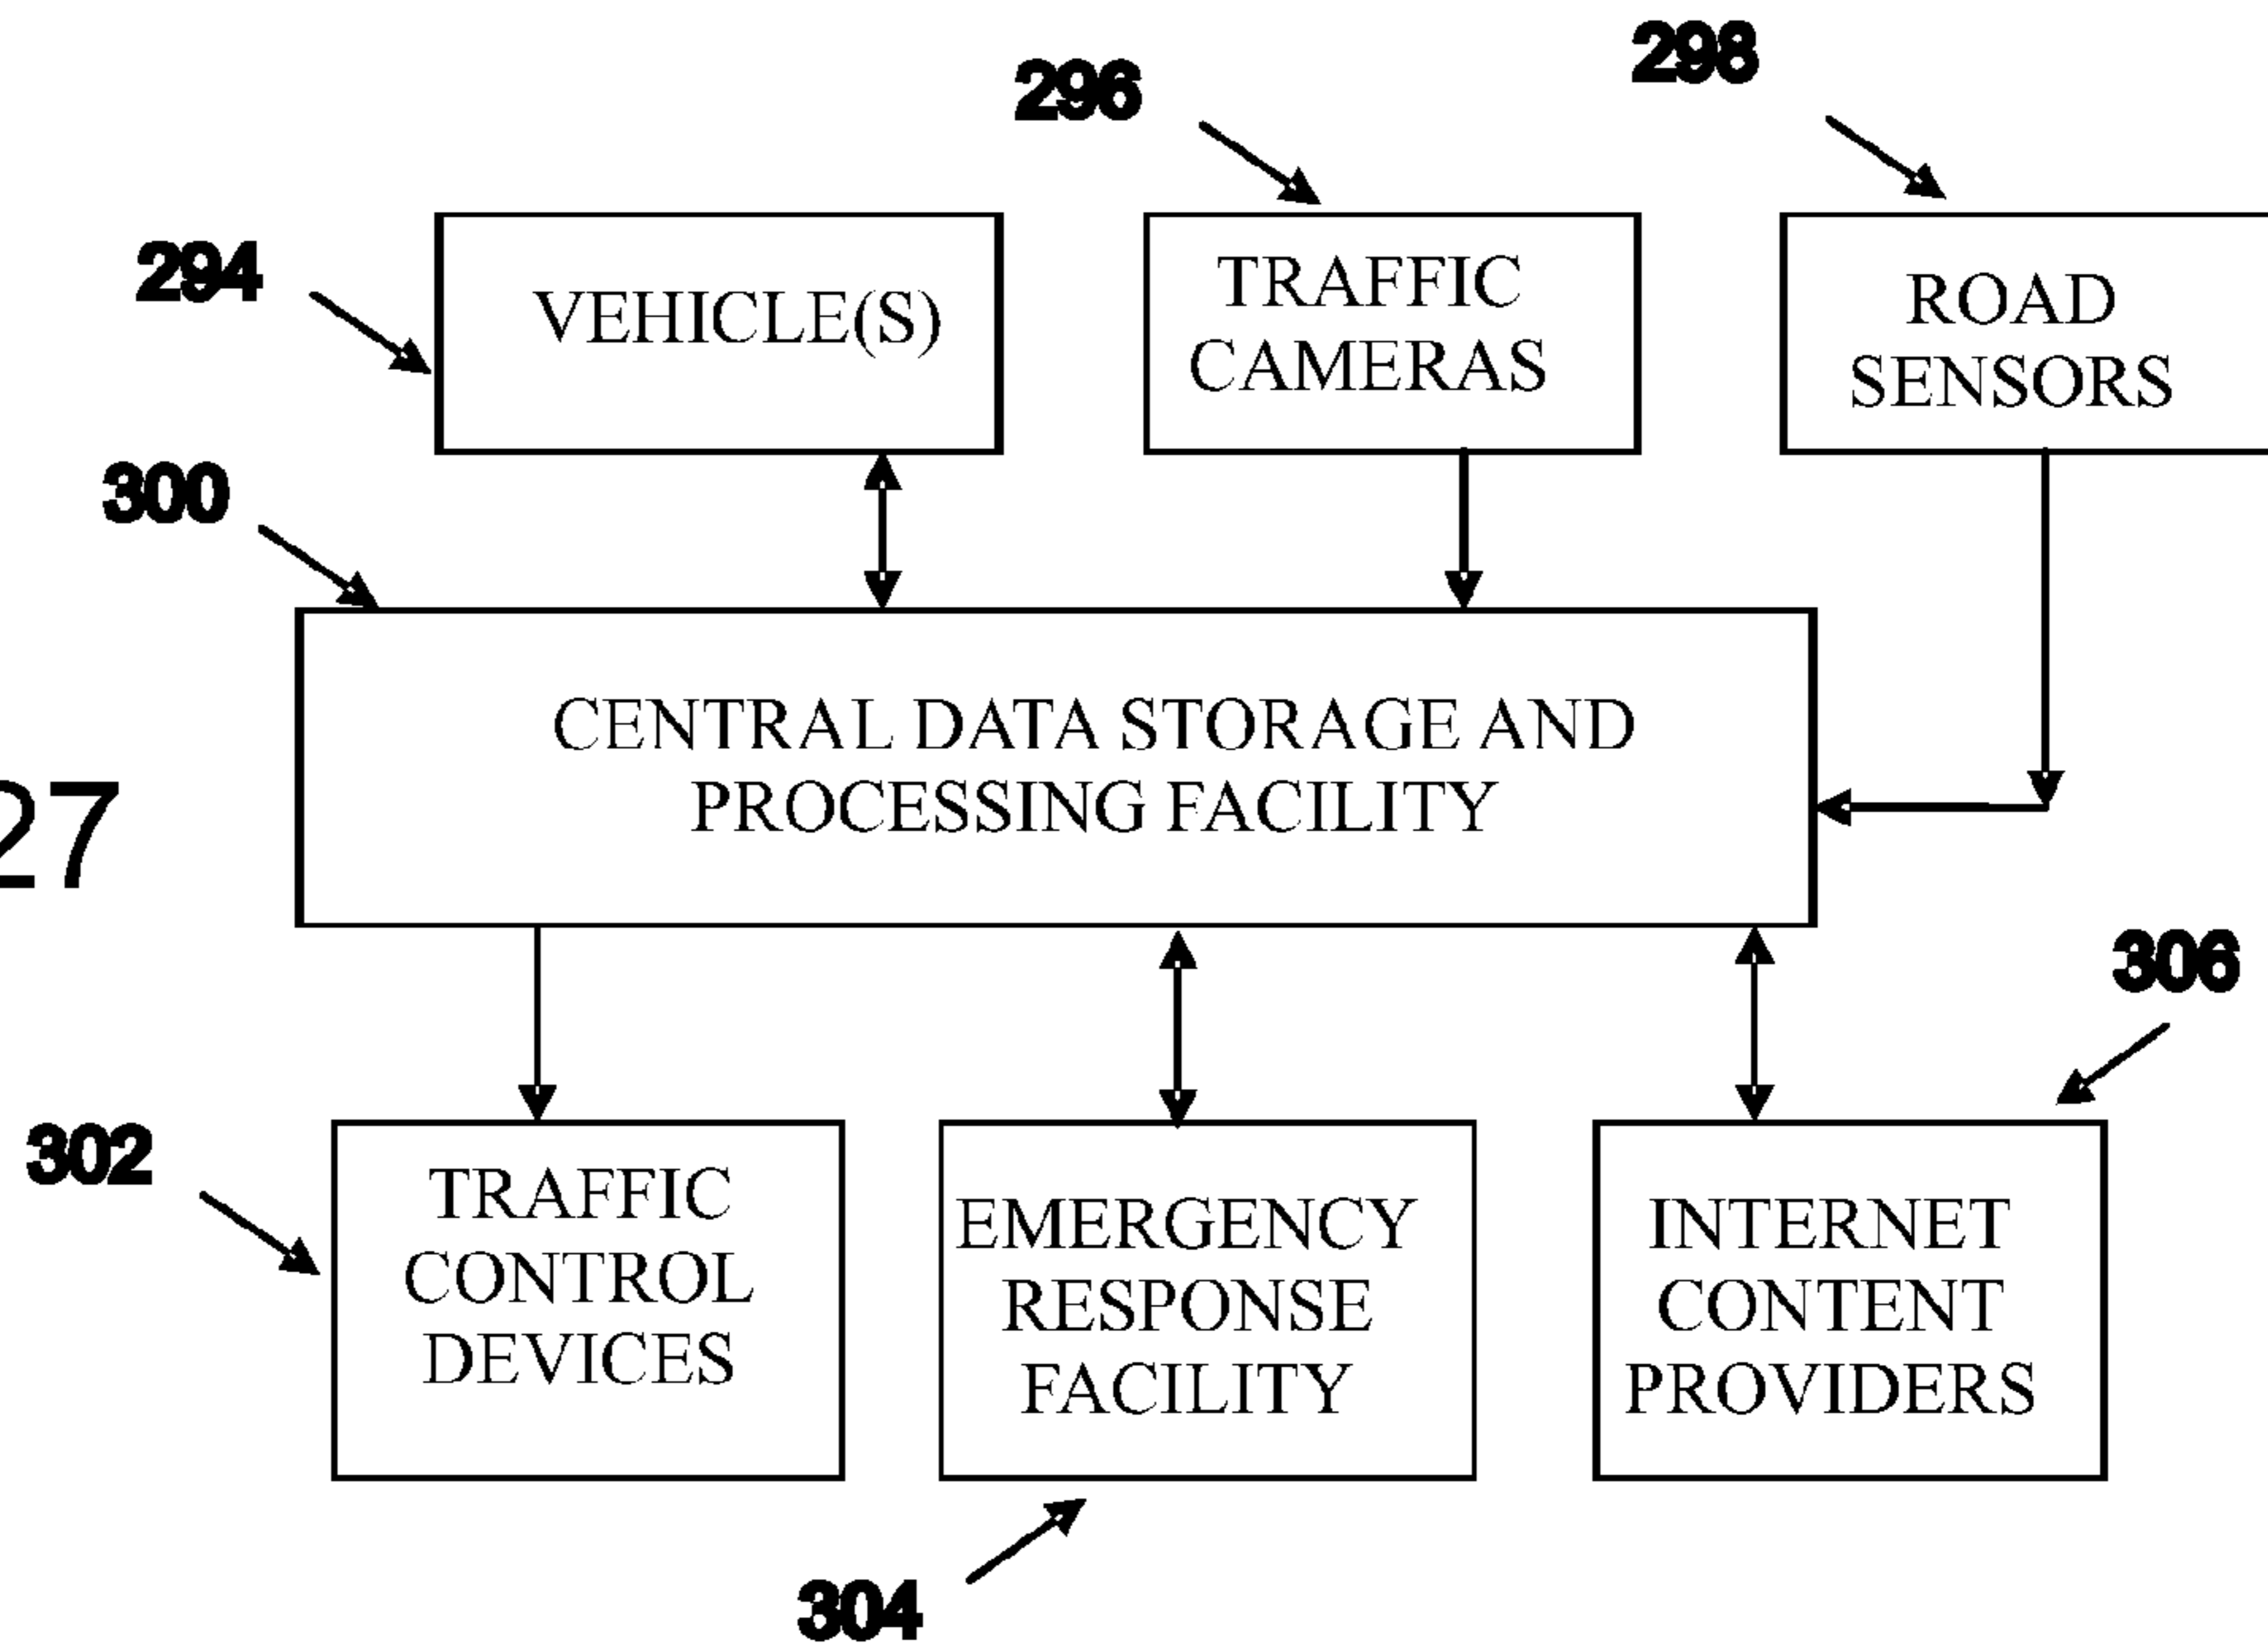 298
296
294
VEHICLE(S)
TRAFFIC
CAMERAS
ROAD
SENSORS
300
CENTRAL DATA STORAGE AND
PROCESSING FACILITY
27
306
302
TRAFFIC
CONTROL
DEVICES
EMERGENCY
RESPONSE
FACILITY
INTERNET
CONTENT
PROVIDERS
304